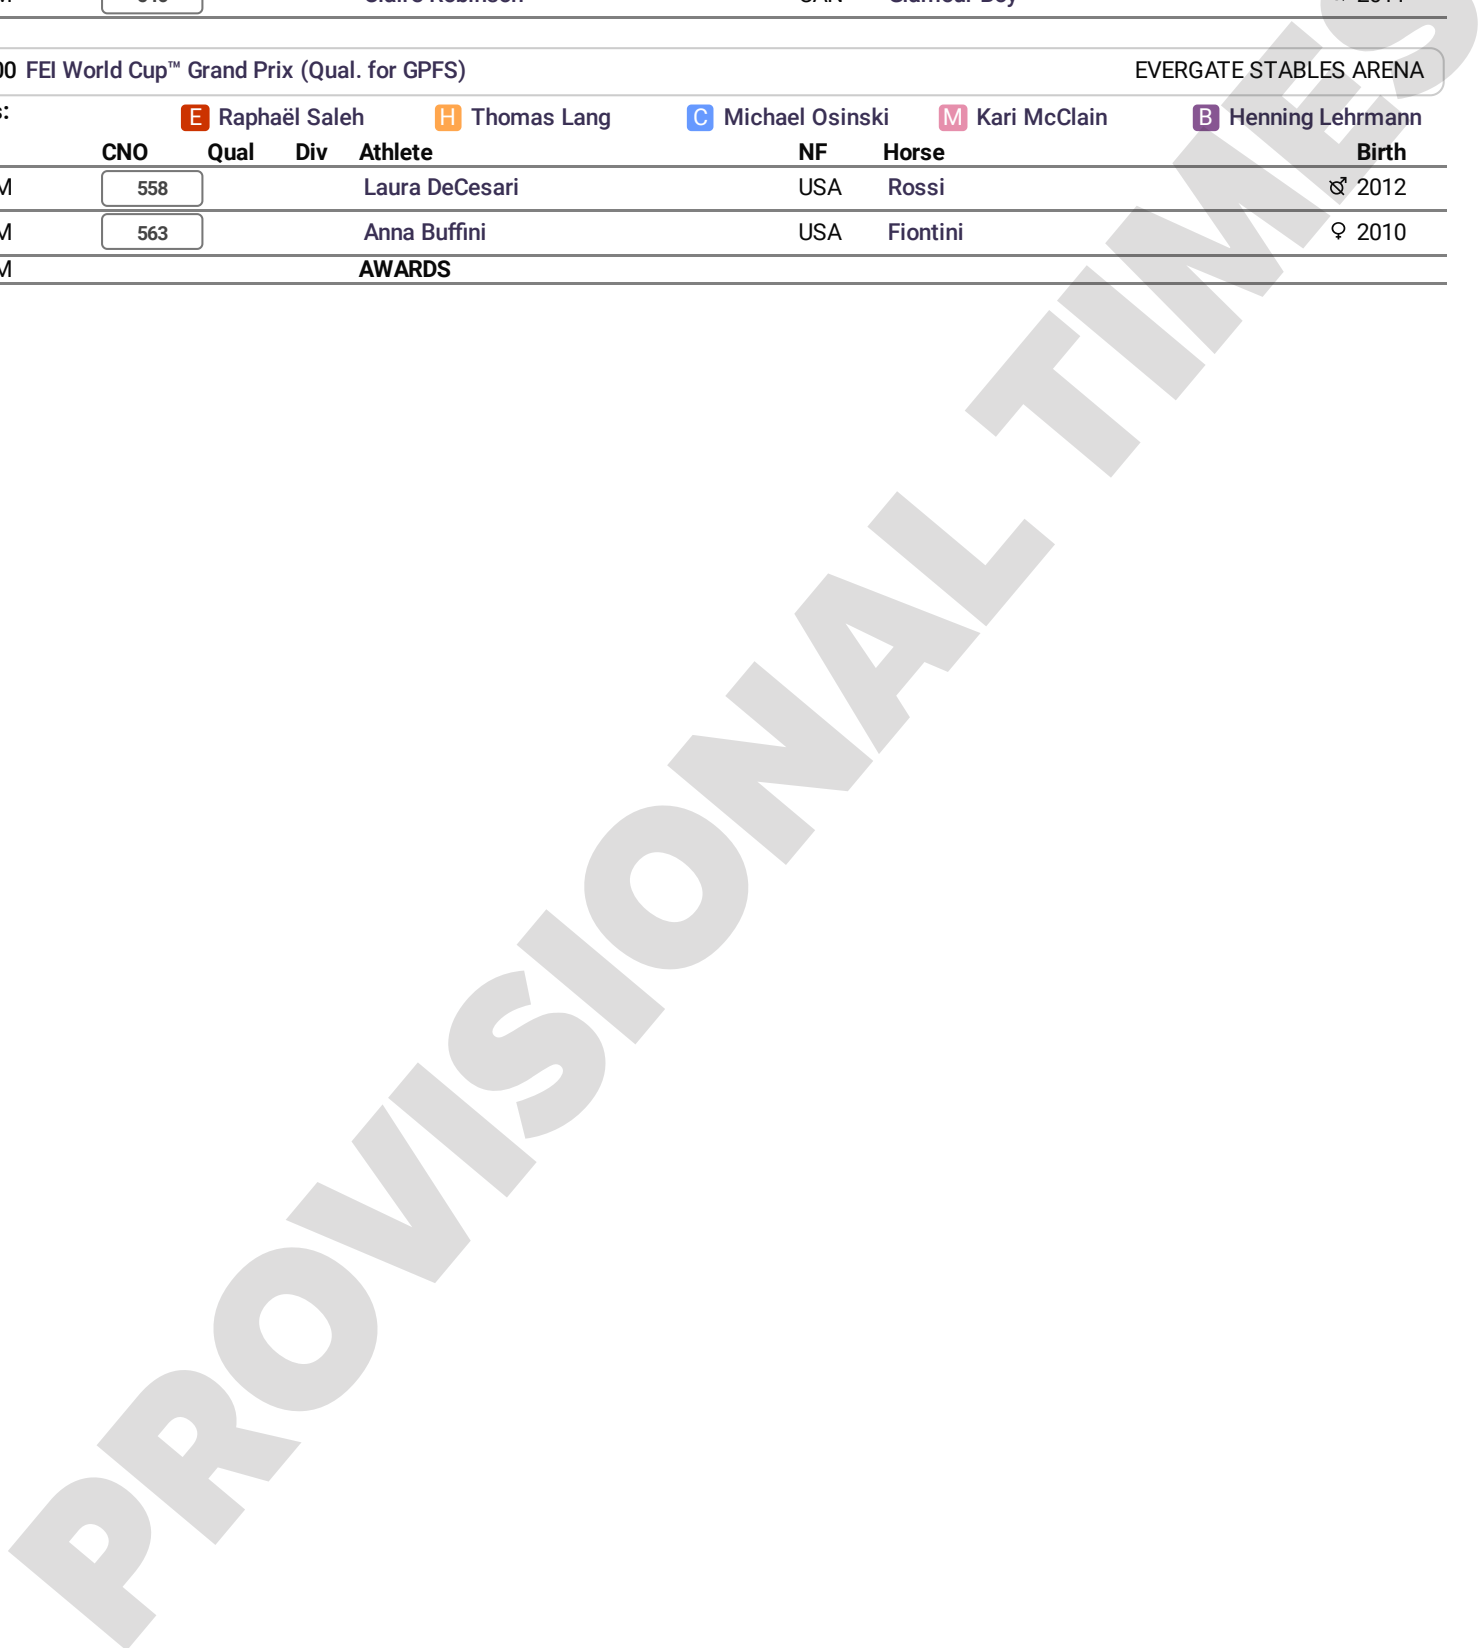 00 FEI World Cup™ Grand Prix (Qual. for GPFS) EVERGATE STABLES ARENA
E Raphaël Saleh H Thomas Lang C Michael Osinski M Kari McClain B Henning Lehrmann
CNO Qual Div Athlete NF Horse Birth
M 558 Laura DeCesari USA Rossi 2012
M 563 Anna Buffini USA Fiontini ♀ 2010
M AWARDS
PROVISIONAL TIMES